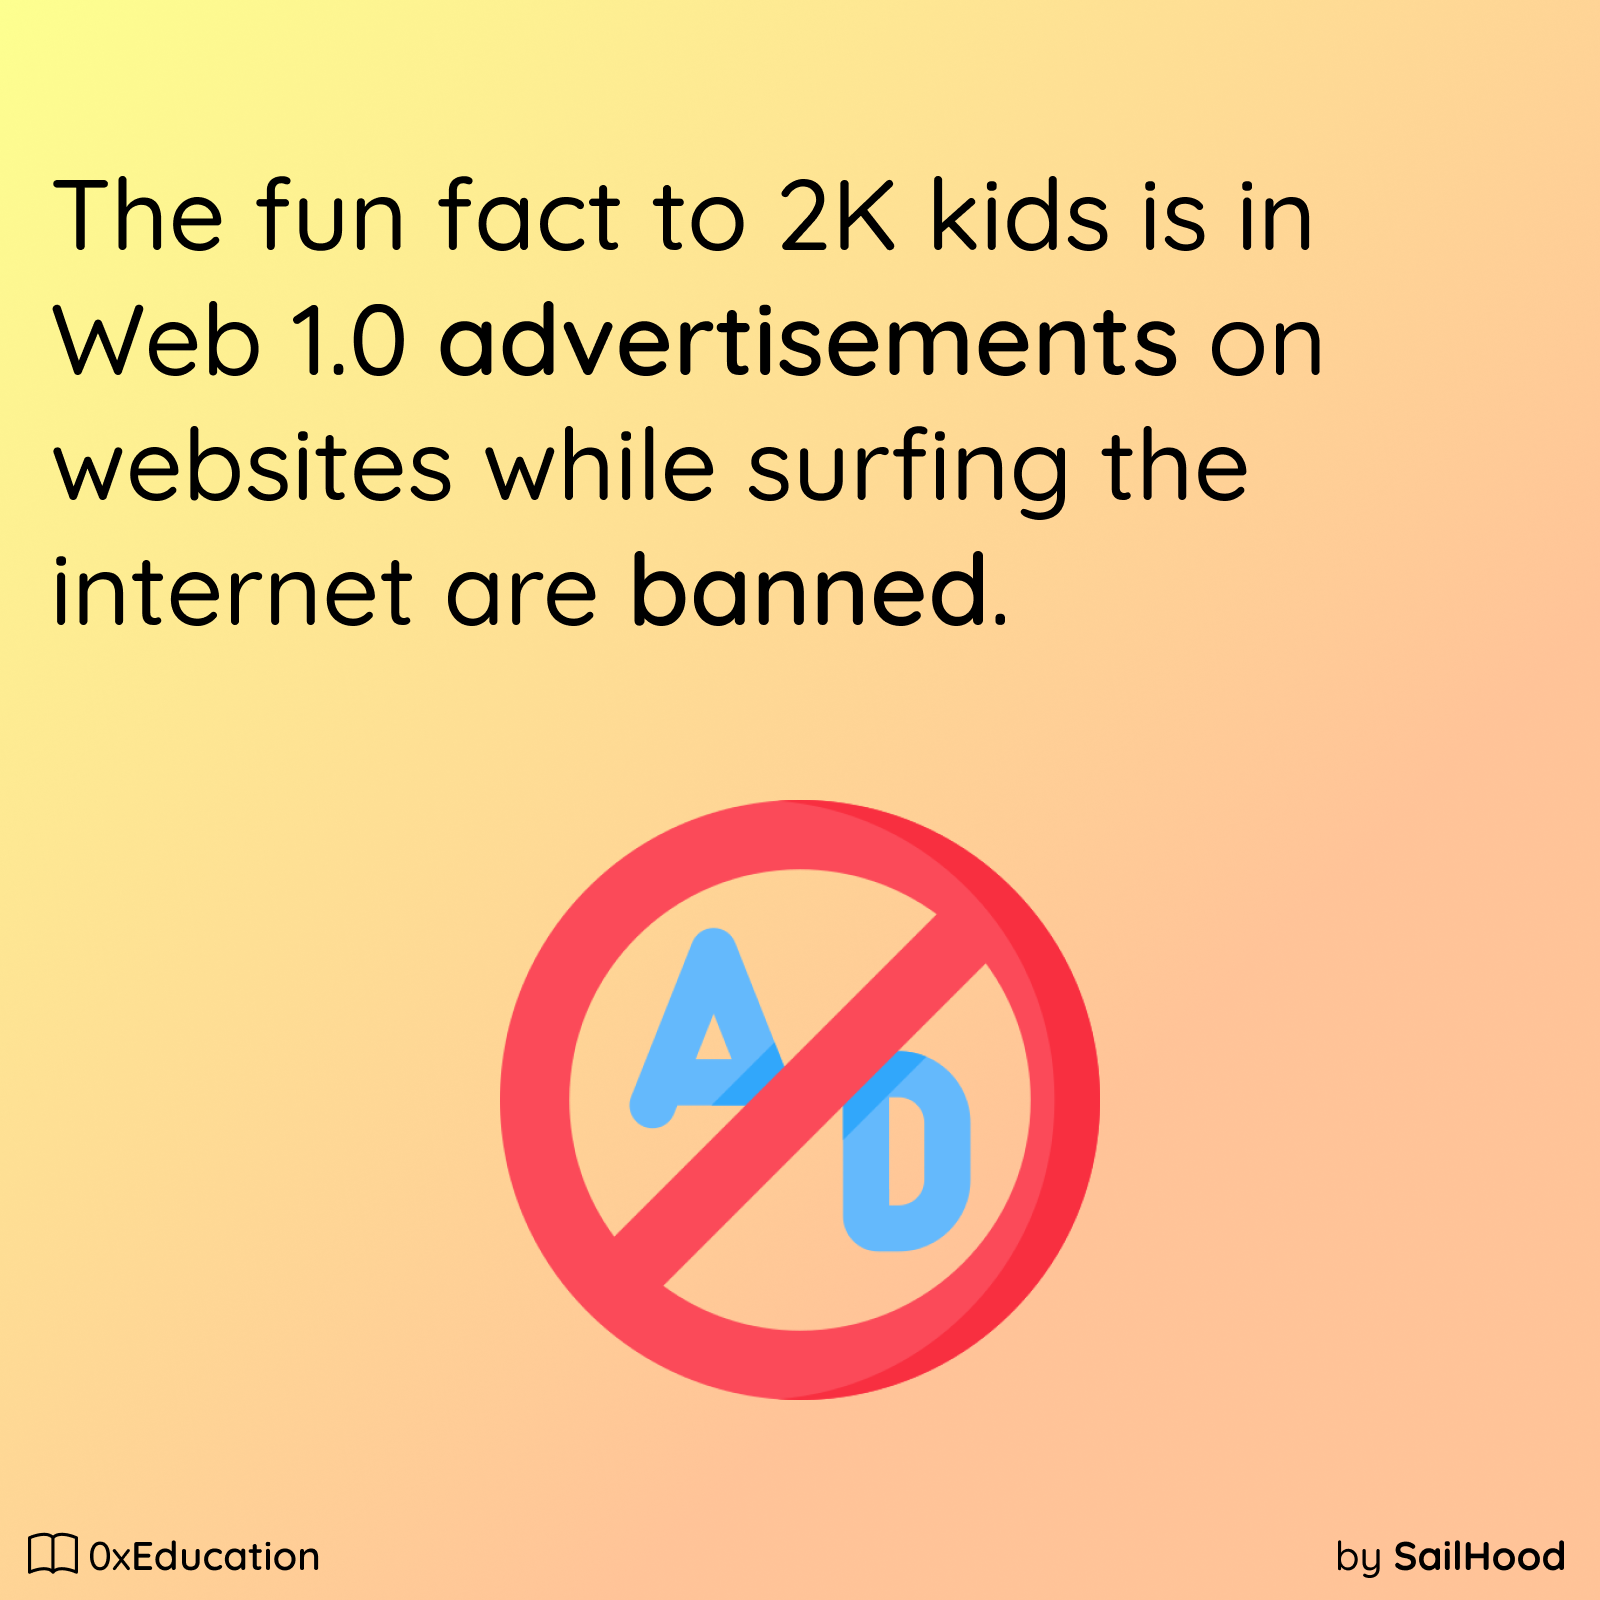 The fun fact to 2K kids is in
Web 1.0 advertisements on
websites while surfing the
internet are banned.
AD
0xEducation
by SailHood